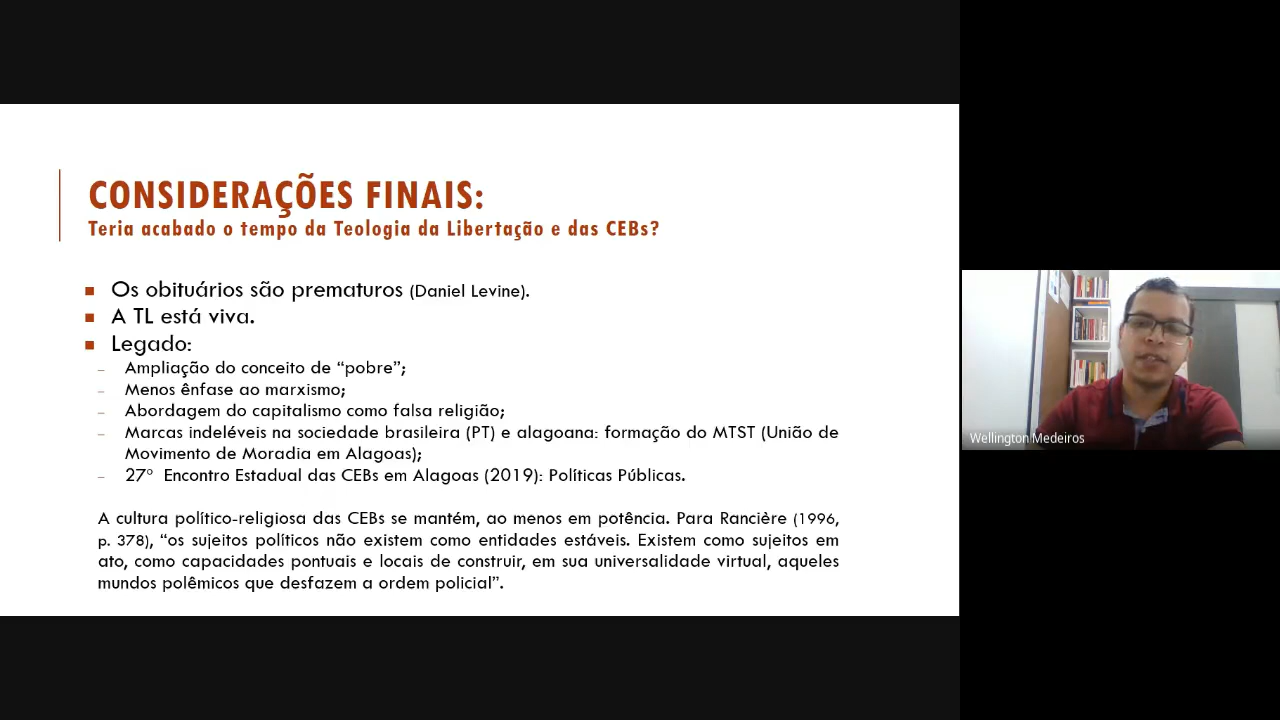 CONSIDERAÇÕES FINAIS:
Teria acabado o tempo da Teologia da Libertação e das CEBs?
Os obituários são prematuros (Daniel Levine).
A TL está viva.
Legado:
– Ampliação do conceito de “pobre”;
– Menos ênfase ao marxismo;
– Abordagem do capitalismo como falsa religião;
– Marcas indeléveis na sociedade brasileira (PT) e alagoana: formação do MTST (União de
Movimento de Moradia em Alagoas);
– 27° Encontro Estadual das CEBs em Alagoas (2019): Políticas Públicas.
A cultura político-religiosa das CEBs se mantém, ao menos em potência. Para Rancière (1996,
p. 378), “os sujeitos políticos não existem como entidades estáveis. Existem como sujeitos em
ato, como capacidades pontuais e locais de construir, em sua universalidade virtual, aqueles
mundos polêmicos que desfazem a ordem policial”.
Wellington Medeiros